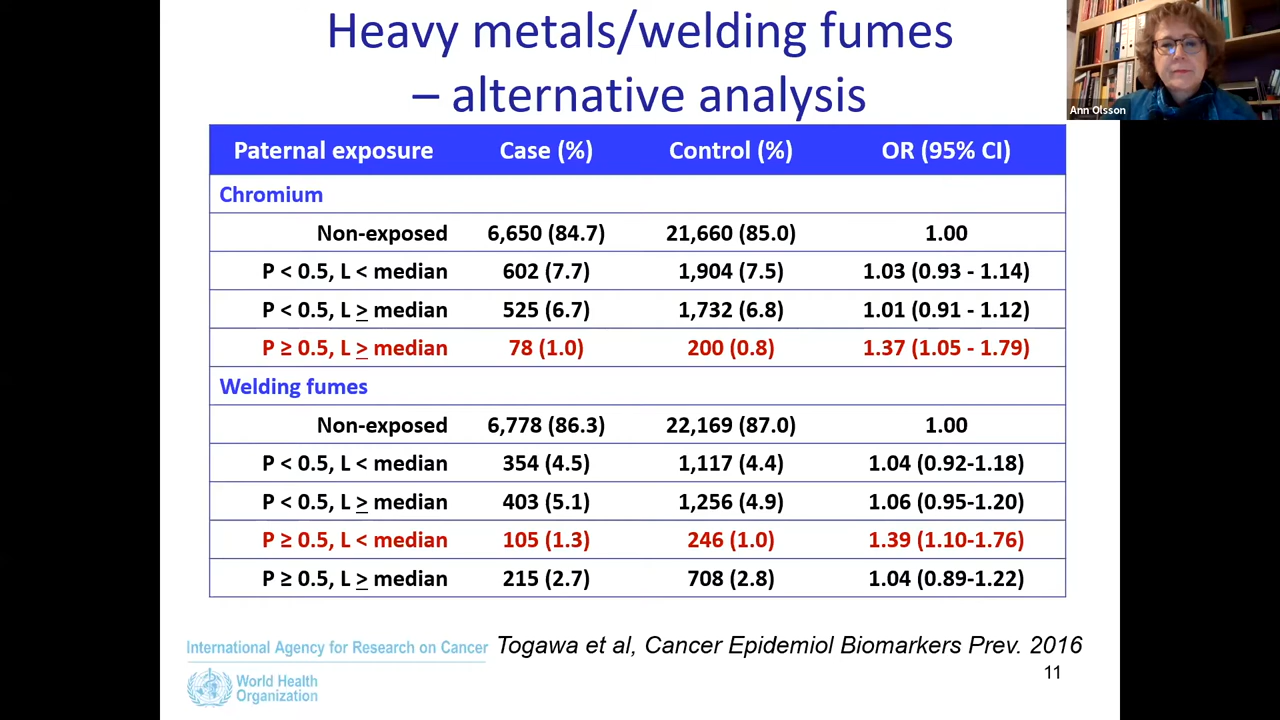 Heavy metals/welding fumes
– alternative analysis
Ann Olsson
Paternal exposure Case (%) Control (%) OR (95% CI)
Chromium
Non-exposed 6,650 (84.7) 21,660 (85.0) 1.00
P < 0.5, L < median 602 (7.7) 1,904 (7.5) 1.03 (0.93 - 1.14)
P < 0.5, L > median 525 (6.7) 1,732 (6.8) 1.01 (0.91 - 1.12)
P ≥ 0.5, L > median 78 (1.0) 200 (0.8) 1.37 (1.05 - 1.79)
Welding fumes
Non-exposed 6,778 (86.3) 22,169 (87.0) 1.00
P < 0.5, L < median 354 (4.5) 1,117 (4.4) 1.04 (0.92-1.18)
P < 0.5, L > median 403 (5.1) 1,256 (4.9) 1.06 (0.95-1.20)
P ≥ 0.5, L < median 105 (1.3) 246 (1.0) 1.39 (1.10-1.76)
P ≥ 0.5, L > median 215 (2.7) 708 (2.8) 1.04 (0.89-1.22)
International Agency for Research on Cancer Togawa et al, Cancer Epidemiol Biomarkers Prev. 2016
World Health
Organization
11